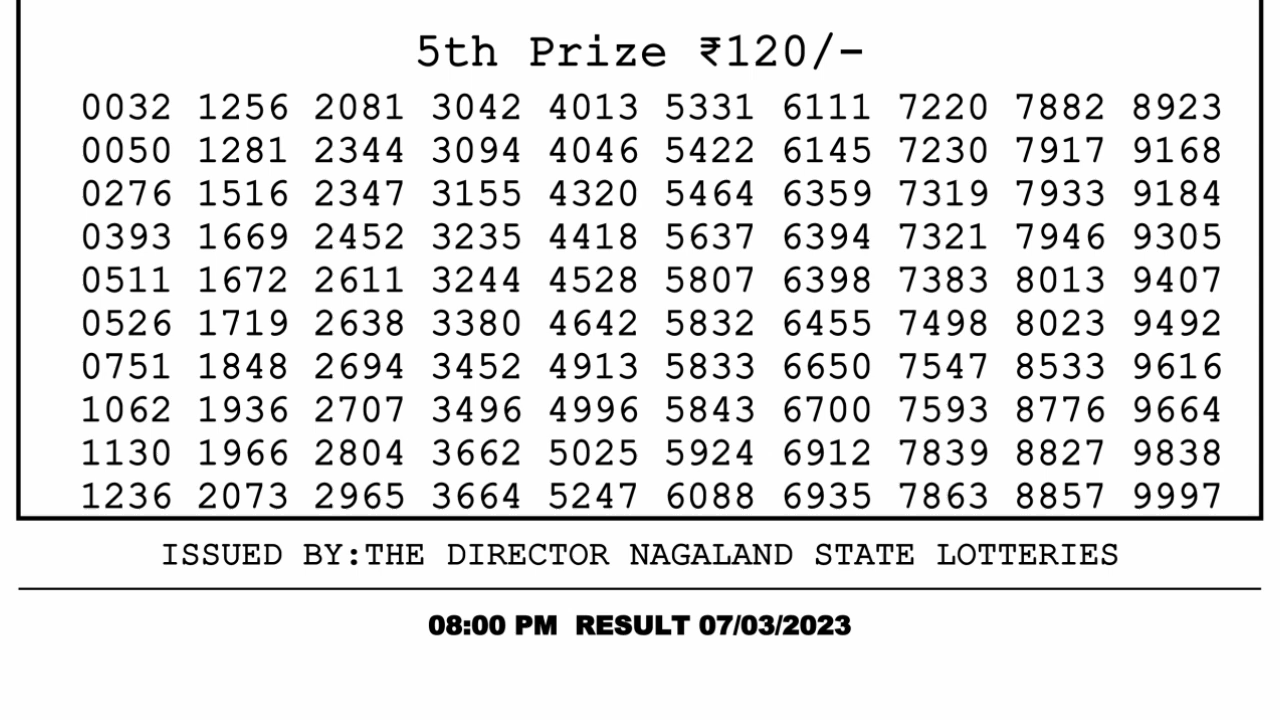 5th Prize ₹120/-
0032 1256 2081 3042 4013 5331 6111 7220 7882 8923
0050 1281 2344 3094 4046 5422 6145 7230 7917 9168
0276 1516 2347 3155 4320 5464 6359 7319 7933 9184
0393 1669 2452 3235 4418 5637 6394 7321 7946 9305
0511 1672 2611 3244 4528 5807 6398 7383 8013 9407
0526 1719 2638 3380 4642 5832 6455 7498 8023 9492
0751 1848 2694 3452 4913 5833 6650 7547 8533 9616
1062 1936 2707 3496 4996 5843 6700 7593 8776 9664
1130 1966 2804 3662 5025 5924 6912 7839 8827 9838
1236 2073 2965 3664 5247 6088 6935 7863 8857 9997
ISSUED BY:THE DIRECTOR NAGALAND STATE LOTTERIES
08:00 PM RESULT 07/03/2023